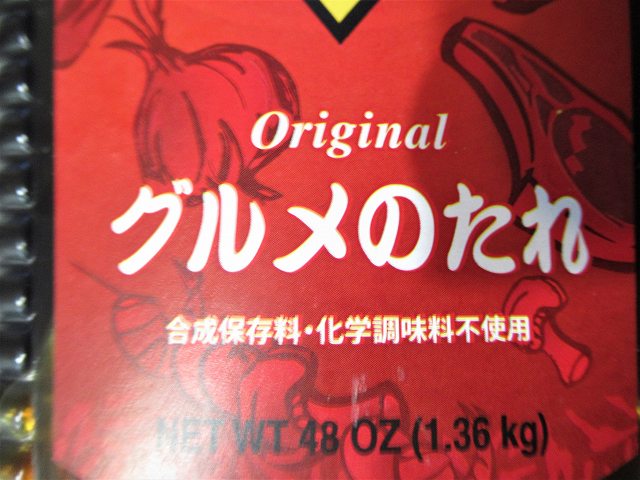 Original
グルメのたれ
合成保存料・化学調味料不使用
NET WT 48 OZ (1.36 kg)